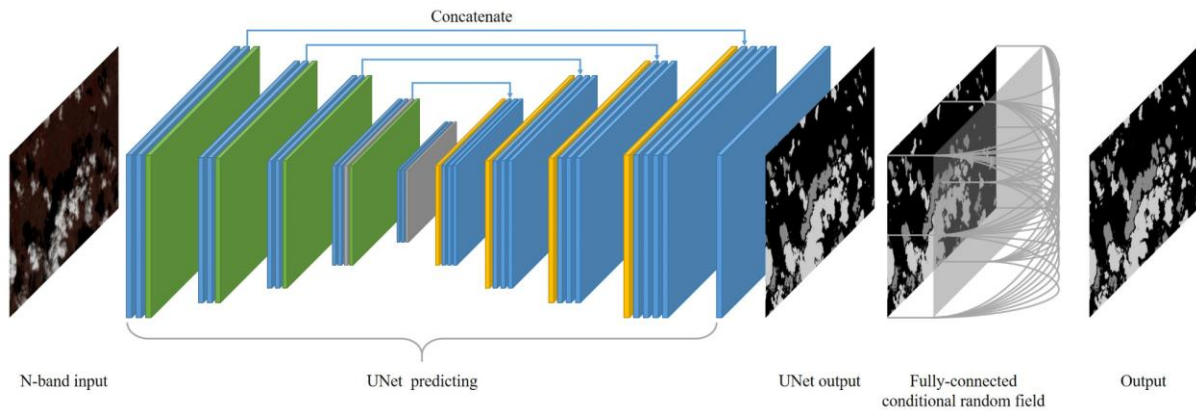 Concatenate
N-band input
UNet predicting
UNet output
Fully-connected
conditional random field
Output